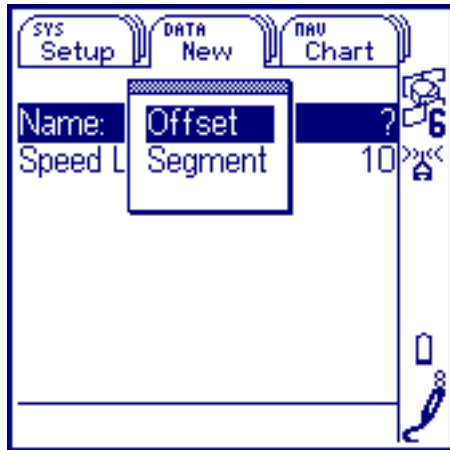 SYS DATA NAV
Setup New Chart
Name: Offset ?
Speed L Segment 10
6
8